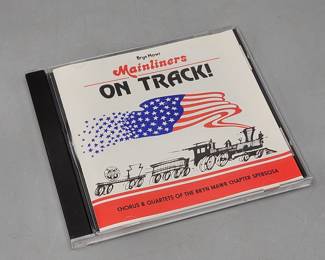 Bryn Mawr
Mainliners
ON TRACK!
CHORUS & QUARTETS OF THE BRYN MAWR CHAPTER SPEBSQSA